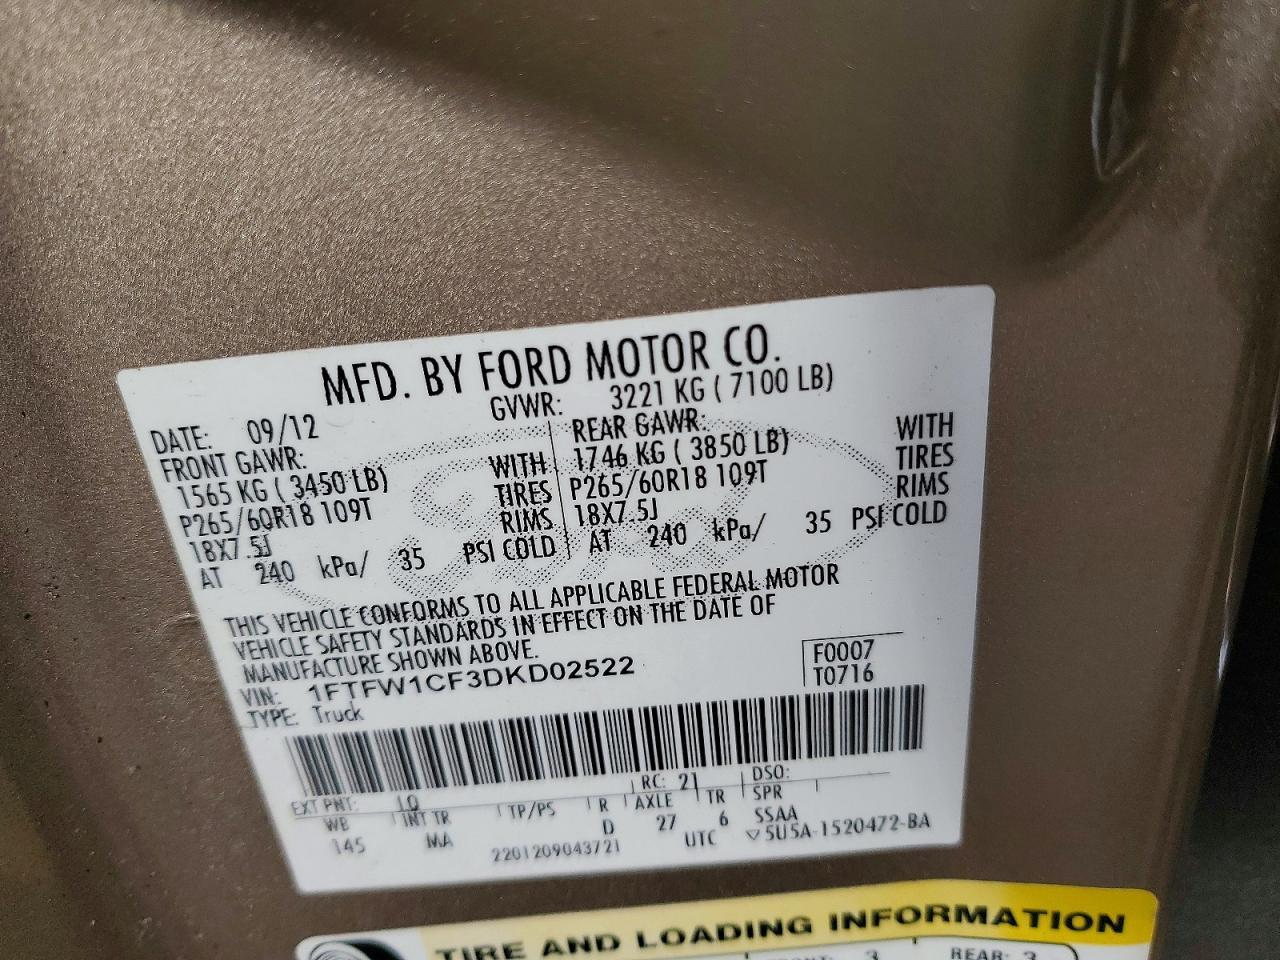 MFD. BY FORD MOTOR CO.
DATE: 09/12 GVWR: 3221 KG ( 7100 LB)
FRONT GAWR: REAR GAWR:
1565 KG ( 3450 LB) WITH 1746 KG ( 3850 LB) WITH
P265/60R18 109T TIRES P265/60R18 109T TIRES
18X7.5J RIMS 18X7.5J RIMS
AT 240 kPa/ 35 PSI COLD AT 240 kPa/ 35 PSI COLD
THIS VEHICLE CONFORMS TO ALL APPLICABLE FEDERAL MOTOR
VEHICLE SAFETY STANDARDS IN EFFECT ON THE DATE OF
MANUFACTURE SHOWN ABOVE.
VIN: 1FTFW1CF3DKD02522
TYPE: Truck
F0007
T0716
EXT PNT: RC: 21 DSO:
WB INT TR TP/PS R AXLE TR SPR
145 MA D 27 6 SSAA
2201209043721 UTC ▽5U5A-1520472-BA
TIRE AND LOADING INFORMATION
REAR: 3